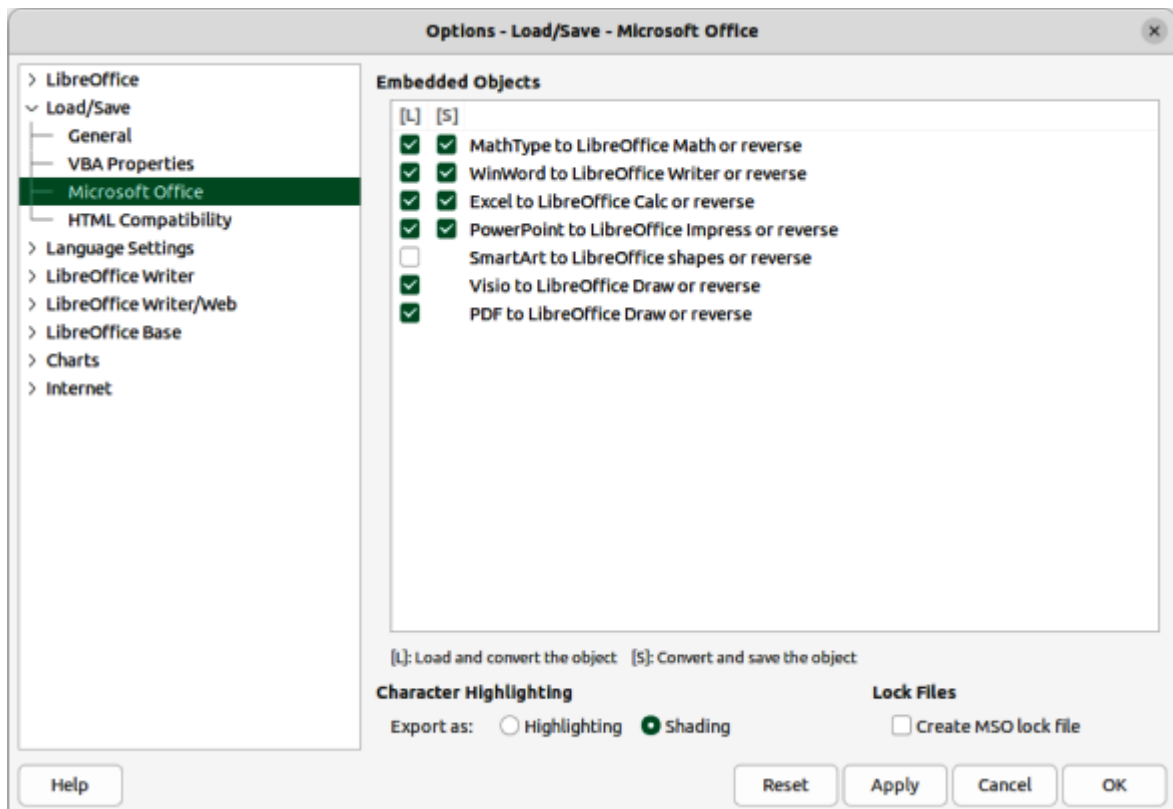 Options - Load/Save - Microsoft Office
LibreOffice
Load/Save
General
VBA Properties
Microsoft Office
HTML Compatibility
Language Settings
LibreOffice Writer
LibreOffice Writer/Web
LibreOffice Base
Charts
Internet
Embedded Objects
[L] [S]
MathType to LibreOffice Math or reverse
WinWord to LibreOffice Writer or reverse
Excel to LibreOffice Calc or reverse
PowerPoint to LibreOffice Impress or reverse
SmartArt to LibreOffice shapes or reverse
Visio to LibreOffice Draw or reverse
PDF to LibreOffice Draw or reverse
[L]: Load and convert the object [S]: Convert and save the object
Character Highlighting
Export as: Highlighting Shading
Lock Files
Create MSO lock file
Help Reset Apply Cancel OK